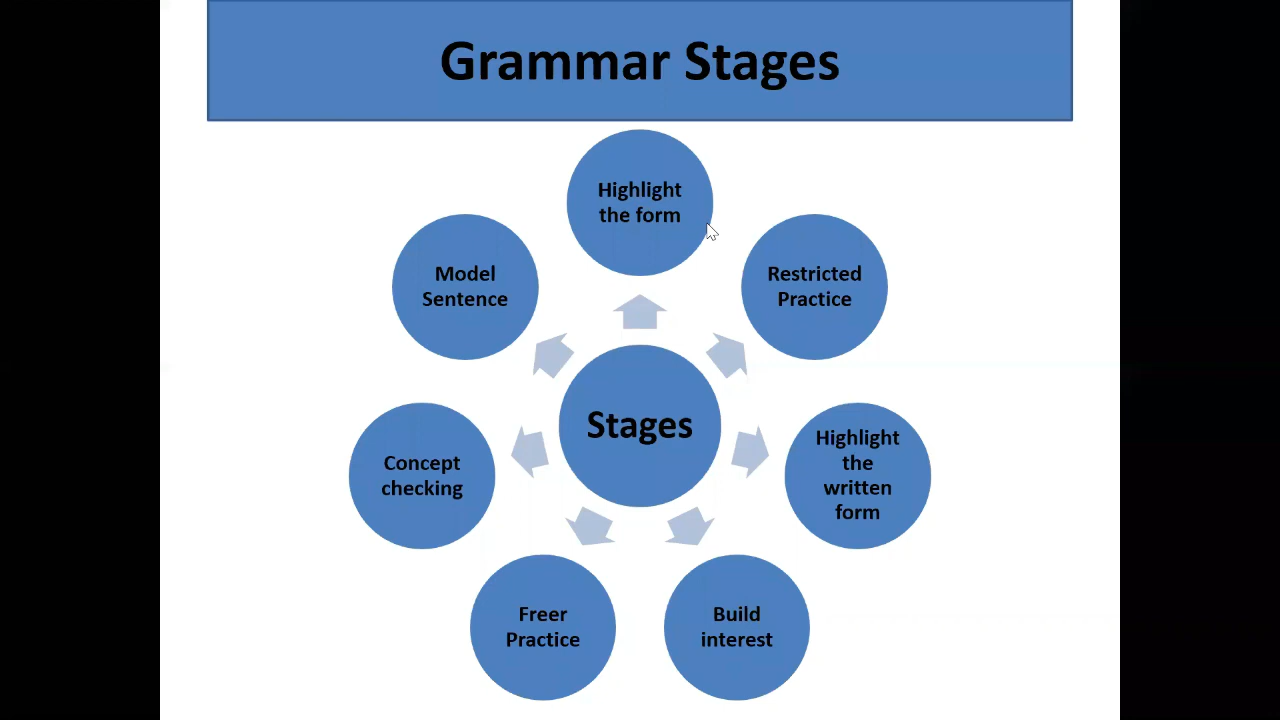 Grammar Stages
Highlight
the form
Model
Sentence
Restricted
Practice
Stages
Concept
checking
Highlight
the
written
form
Freer
Practice
Build
interest